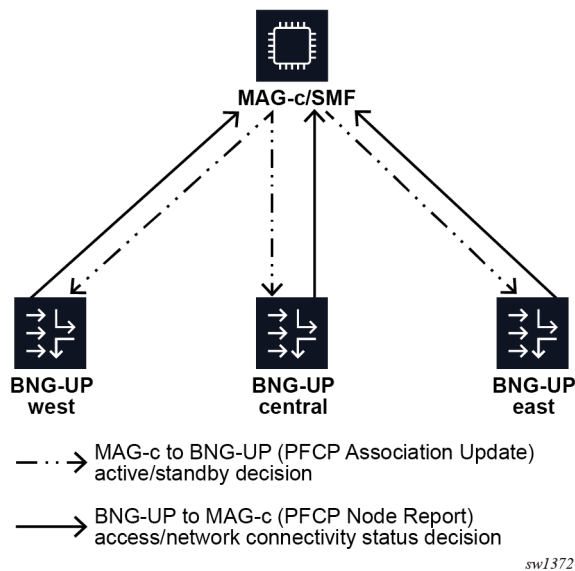 MAG-c/SMF
BNG-UP
west
BNG-UP
central
BNG-UP
east
MAG-c to BNG-UP (PFCP Association Update)
active/standby decision
BNG-UP to MAG-c (PFCP Node Report)
access/network connectivity status decision
sw1372